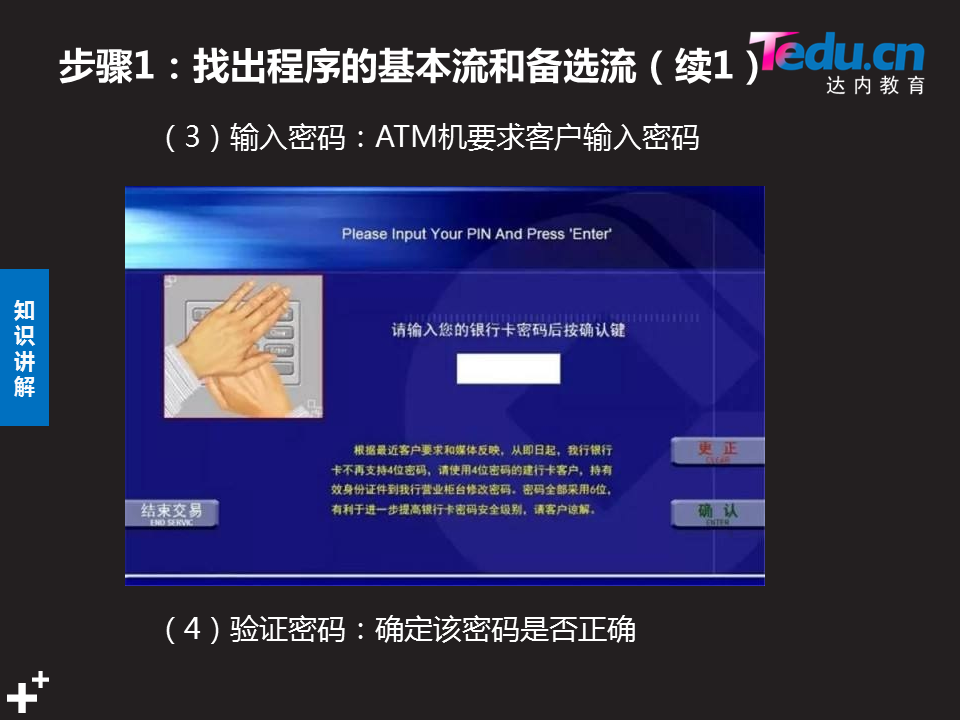 步骤1：找出程序的基本流和备选流（续1）
Tedu.cn
达内教育
（3）输入密码：ATM机要求客户输入密码
Please Input Your PIN And Press 'Enter'
请输入您的银行卡密码后按确认键
根据最近客户要求和媒体反映，从即日起，我行银行
卡不再支持4位密码，请使用4位密码的建行卡客户，持有
效身份证件到我行营业柜台修改密码。密码全部采用6位，
有利于进一步提高银行卡密码安全级别，请客户谅解。
更 正
CLEAR
结束交易
END SERVIC
确 认
ENTER
知识讲解
（4）验证密码：确定该密码是否正确